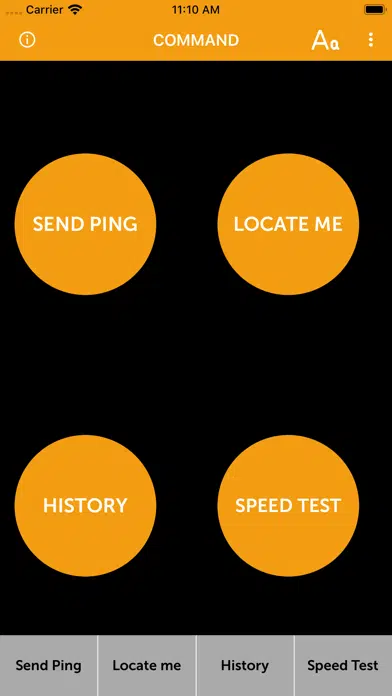 Carrier 11:10 AM
COMMAND Aa
SEND PING LOCATE ME
HISTORY SPEED TEST
Send Ping Locate me History Speed Test